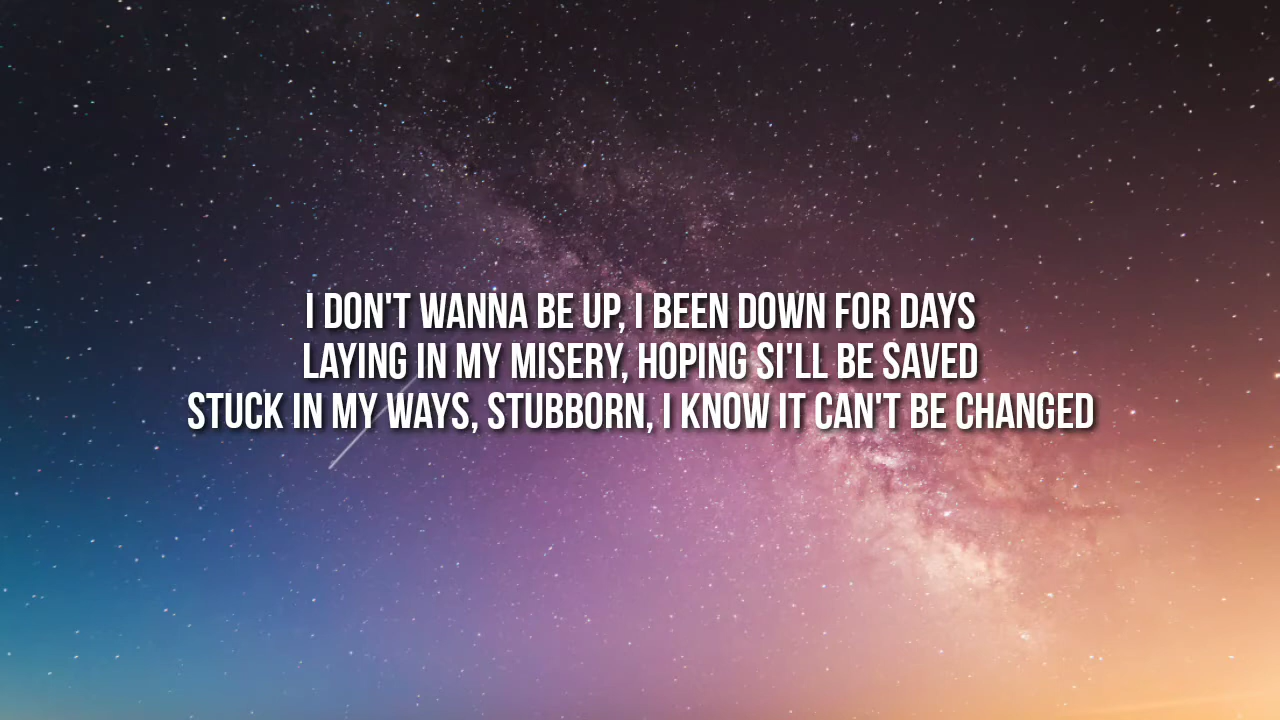 I DON'T WANNA BE UP, I BEEN DOWN FOR DAYS
LAYING IN MY MISERY, HOPING SI'LL BE SAVED
STUCK IN MY WAYS, STUBBORN, I KNOW IT CAN'T BE CHANGED